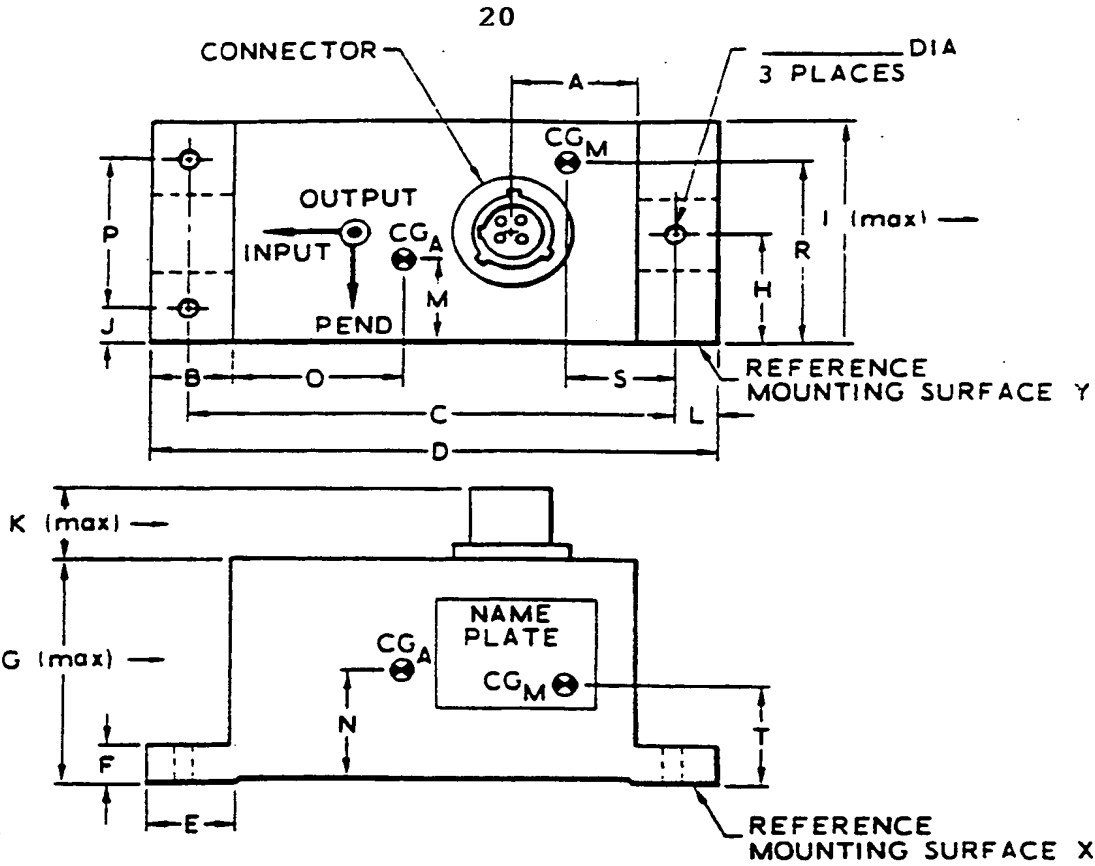 20
CONNECTOR
DIA
3 PLACES
A
CG M
I (max)
OUTPUT
P
R
INPUT
CG A
H
M
J
PEND
B
O
S
REFERENCE
MOUNTING SURFACE Y
C
L
D
K (max)
NAME
PLATE
G (max)
CG A
CG M
N
T
F
E
REFERENCE
MOUNTING SURFACE X